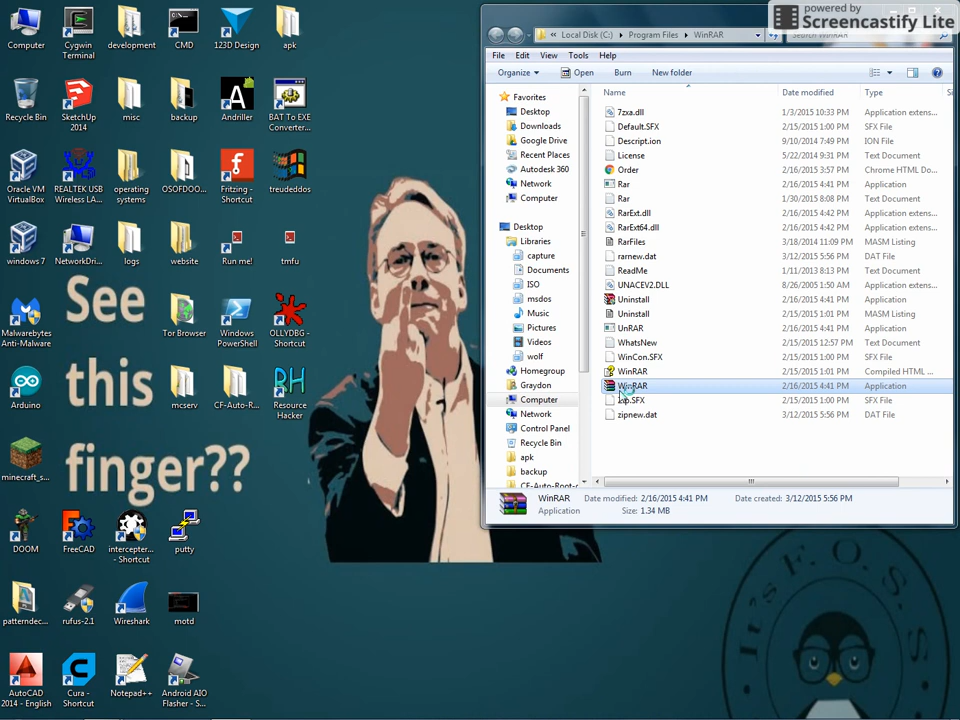 powered by
Screencastify Lite
Computer
Cygwin
Terminal
development
CMD
123D Design
apk
Recycle Bin
SketchUp
2014
misc
backup
Andriller
BAT To EXE
Converter...
Oracle VM
VirtualBox
REALTEK USB
Wireless LA...
operating
systems
OSOFDOO...
Fritzing -
Shortcut
treudeddos
windows 7
NetworkDri...
logs
website
Run me!
tmfu
Malwarebytes
Anti-Malware
Tor Browser
Windows
PowerShell
OLLYDBG -
Shortcut
Arduino
mcserv
CF-Auto-R...
RH
Resource
Hacker
minecraft_s...
DOOM
FreeCAD
intercepter...
- Shortcut
putty
patterndec...
rufus-2.1
Wireshark
motd
AutoCAD
2014 - English
Cura -
Shortcut
Notepad++
Android AIO
Flasher - S...
See
this
finger??
« Local Disk (C:) ▸ Program Files ▸ WinRAR
Search WinRAR
File Edit View Tools Help
Organize Open Burn New folder
Favorites
Desktop
Downloads
Google Drive
Recent Places
Autodesk 360
Network
Computer
Desktop
Libraries
capture
Documents
ISO
msdos
Music
Pictures
Videos
wolf
Homegroup
Graydon
Computer
Network
Control Panel
Recycle Bin
apk
backup
CF-Auto-Root-
Name Date modified Type Si
7zxa.dll 1/3/2015 10:33 PM Application extens...
Default.SFX 2/15/2015 1:00 PM SFX File
Descript.ion 9/10/2014 7:49 PM ION File
License 5/22/2014 9:31 PM Text Document
Order 2/16/2015 3:57 PM Chrome HTML Do...
Rar 2/16/2015 4:41 PM Application
Rar 1/30/2015 8:08 PM Text Document
RarExt.dll 2/16/2015 4:42 PM Application extens...
RarExt64.dll 2/16/2015 4:42 PM Application extens...
RarFiles 3/18/2014 11:09 PM MASM Listing
rarnew.dat 3/12/2015 5:56 PM DAT File
ReadMe 1/11/2013 8:13 PM Text Document
UNACEV2.DLL 8/26/2005 1:50 AM Application extens...
Uninstall 2/16/2015 4:41 PM Application
Uninstall 2/15/2015 1:01 PM MASM Listing
UnRAR 2/16/2015 4:41 PM Application
WhatsNew 2/15/2015 12:57 PM Text Document
WinCon.SFX 2/15/2015 1:00 PM SFX File
WinRAR 2/15/2015 1:01 PM Compiled HTML ...
WinRAR 2/16/2015 4:41 PM Application
Zip.SFX 2/15/2015 1:00 PM SFX File
zipnew.dat 3/12/2015 5:56 PM DAT File
WinRAR Date modified: 2/16/2015 4:41 PM Date created: 3/12/2015 5:56 PM
Application Size: 1.34 MB